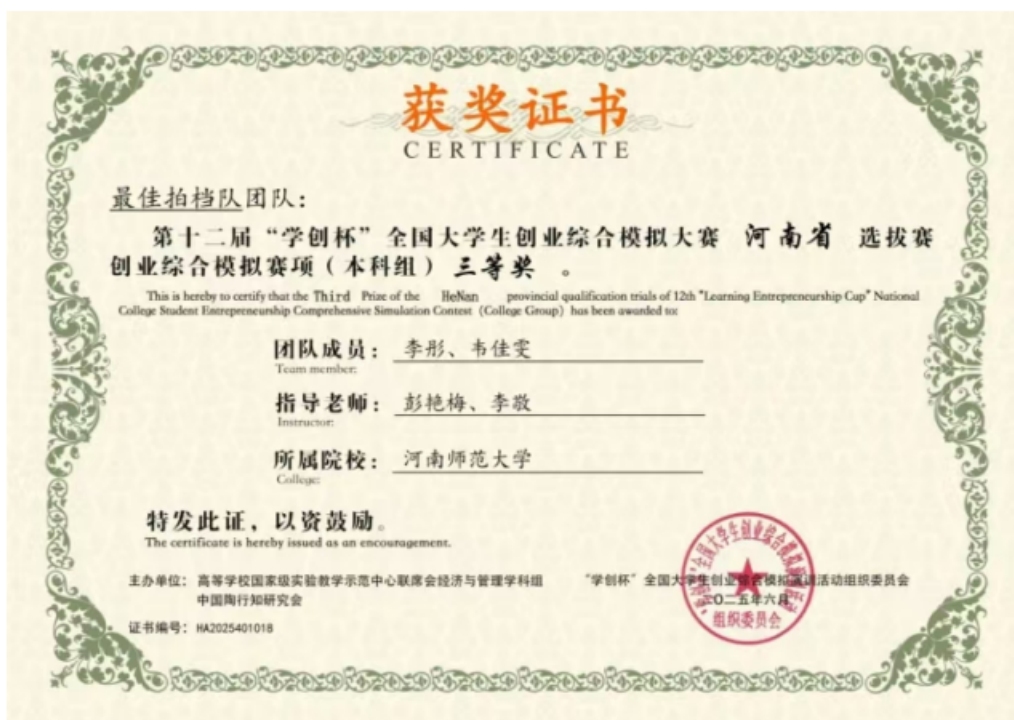 获奖证书
CERTIFICATE
最佳拍档队团队：
第十二届“学创杯”全国大学生创业综合模拟大赛 河南省 选拔赛
创业综合模拟赛项（本科组）三等奖 。
This is hereby to certify that the Third Prize of the HeNan provincial qualification trials of 12th "Learning Entrepreneurship Cup" National
College Student Entrepreneurship Comprehensive Simulation Contest (College Group) has been awarded to:
团队成员： 李彤、韦佳雯
Team member:
指导老师： 彭艳梅、李敬
Instructor:
所属院校： 河南师范大学
College:
特发此证，以资鼓励。
The certificate is hereby issued as an encouragement.
主办单位： 高等学校国家级实验教学示范中心联席会经济与管理学科组
中国陶行知研究会
“学创杯”全国大学生创业综合模拟演训活动组织委员会
二〇二五年六月
组织委员会
证书编号： HA2025401018